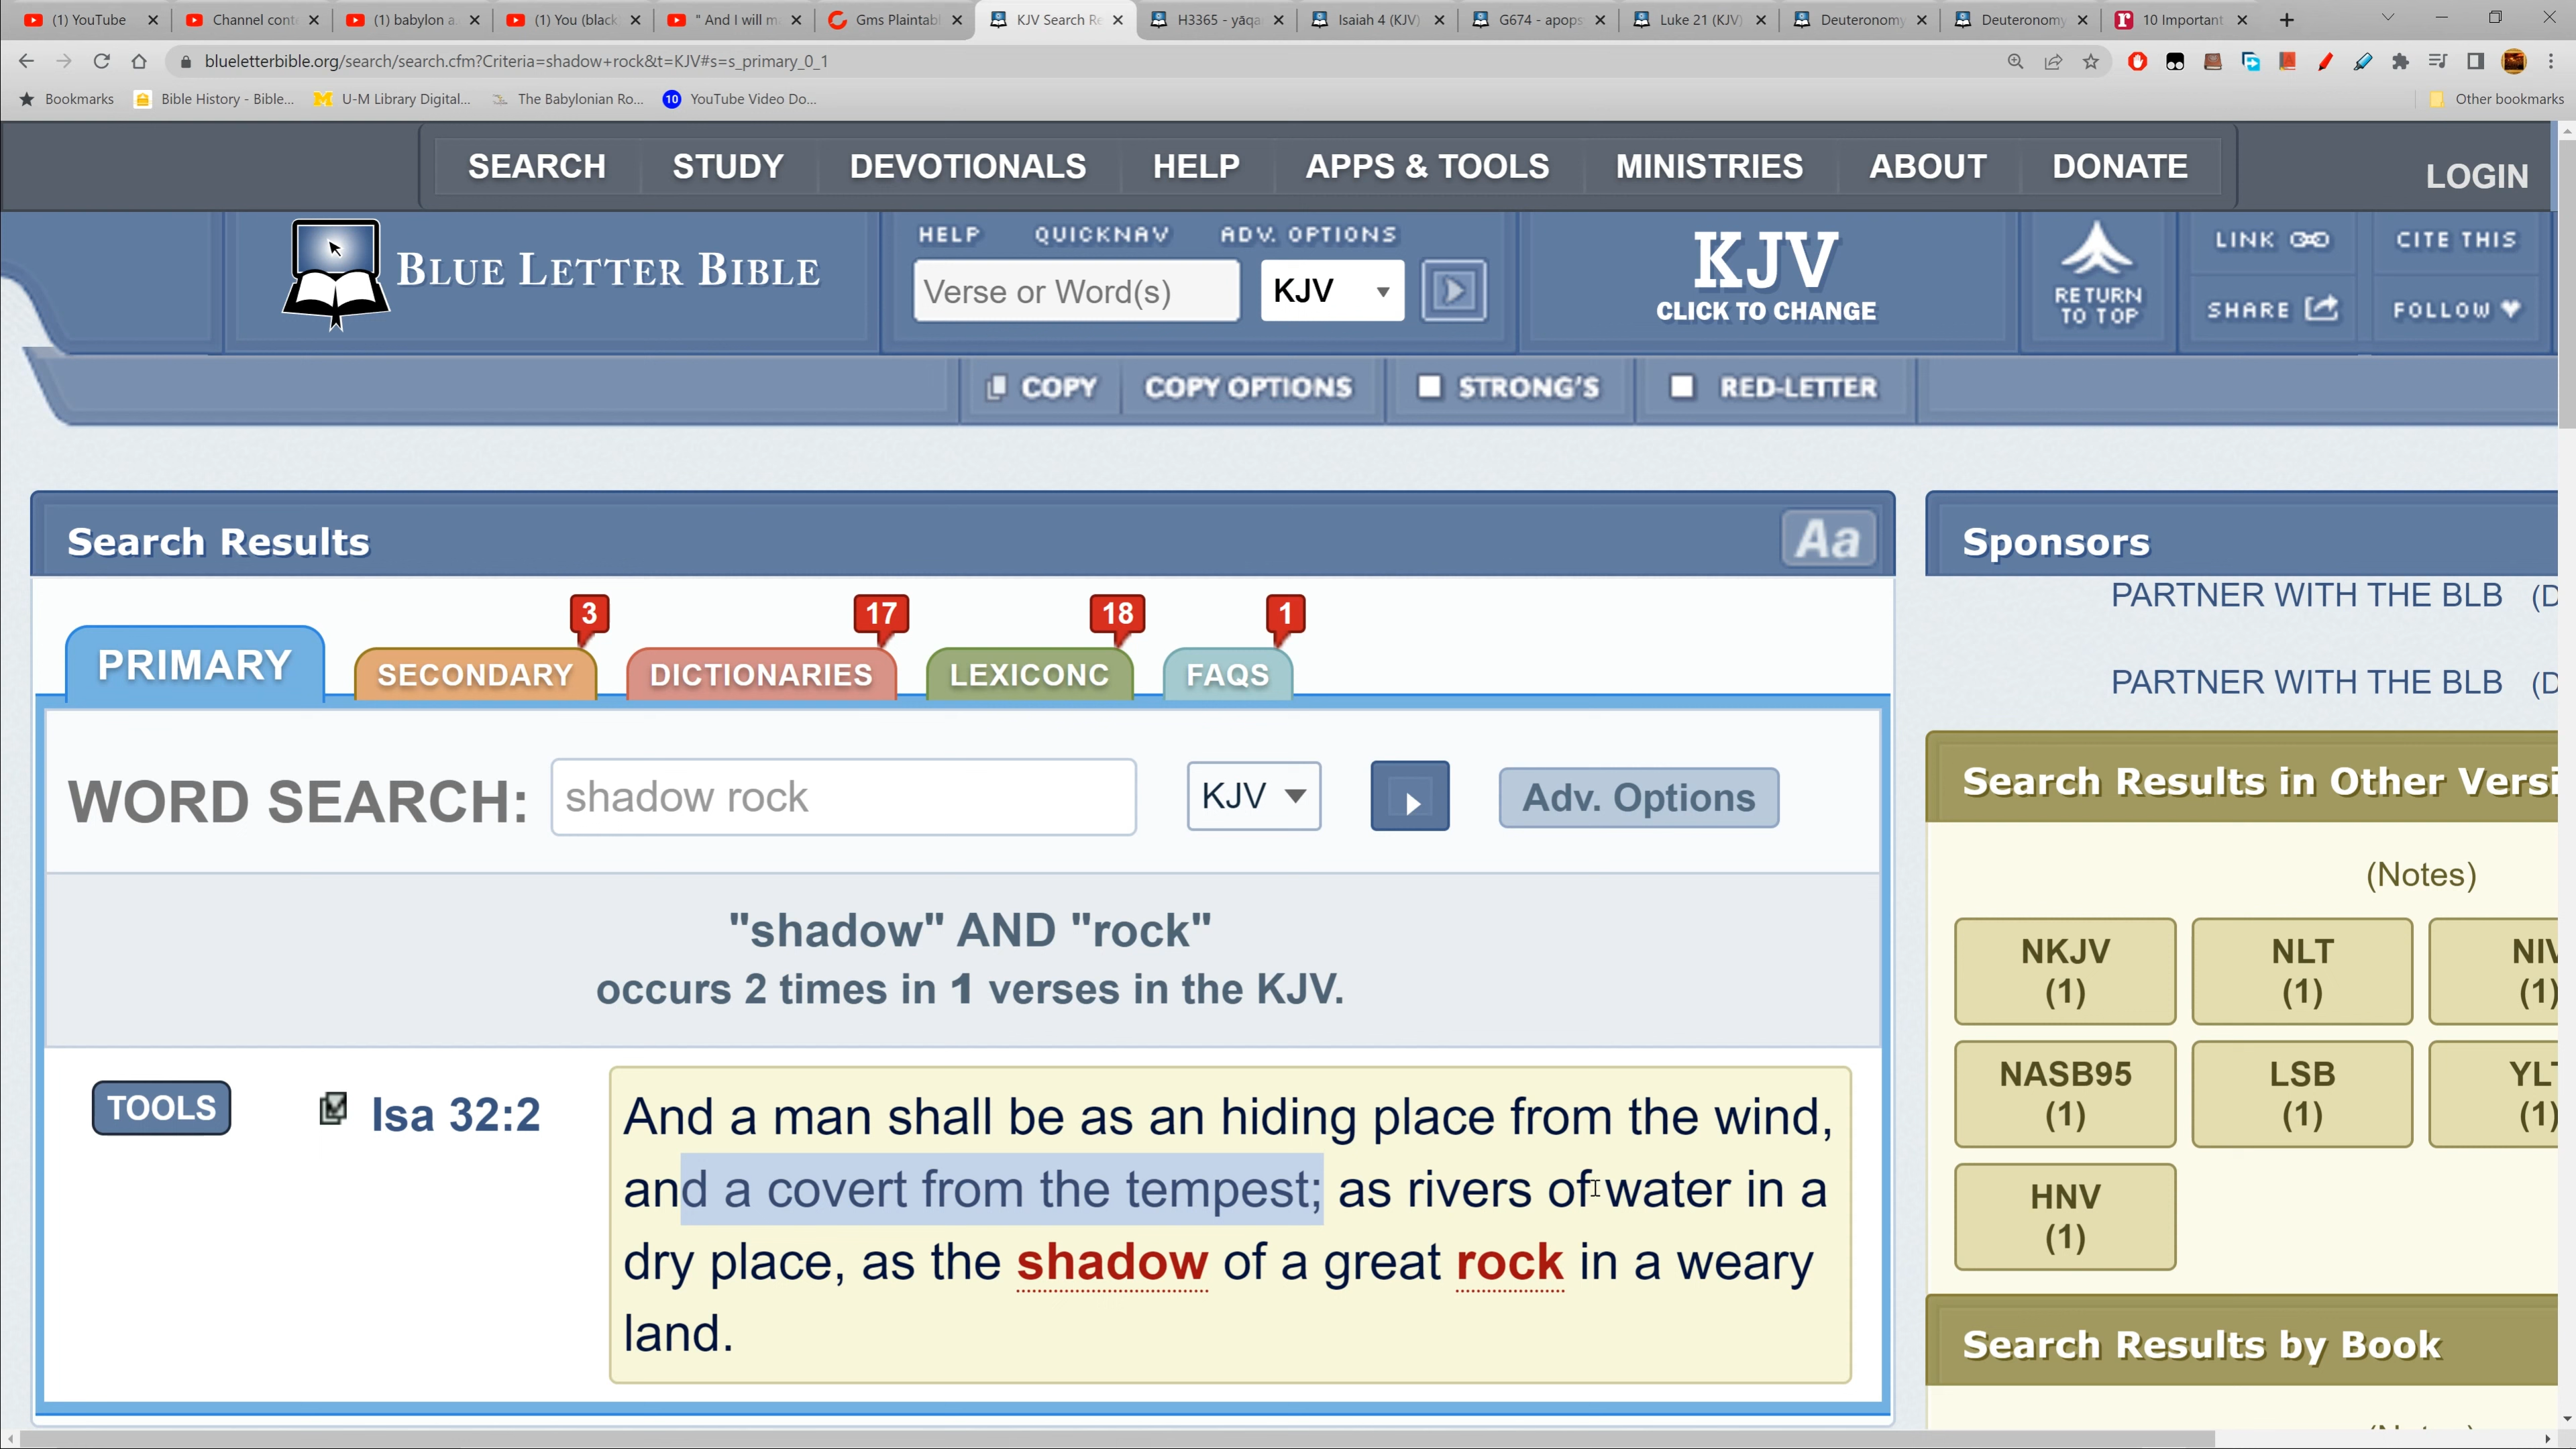 (1) YouTube
Channel cont
(1) babylon a
(1) You (black
" And I will m
Gms Plaintab
KJV Search Re
H3365 - yāqa
Isaiah 4 (KJV)
G674 - apops
Luke 21 (KJV)
Deuteronomy
Deuteronomy
10 Important
blueletterbible.org/search/search.cfm?Criteria=shadow+rock&t=KJV#s=s_primary_0_1
Bookmarks
Bible History - Bible...
U-M Library Digital...
The Babylonian Ro...
10 YouTube Video Do...
Other bookmarks
SEARCH STUDY DEVOTIONALS HELP APPS & TOOLS MINISTRIES ABOUT DONATE LOGIN
BLUE LETTER BIBLE
HELP QUICKNAV ADV. OPTIONS
Verse or Word(s) KJV
KJV
CLICK TO CHANGE
RETURN
TO TOP
LINK CITE THIS
SHARE FOLLOW
COPY COPY OPTIONS STRONG'S RED-LETTER
Search Results Aa
3 17 18 1
PRIMARY SECONDARY DICTIONARIES LEXICONC FAQS
WORD SEARCH: shadow rock KJV Adv. Options
"shadow" AND "rock"
occurs 2 times in 1 verses in the KJV.
TOOLS Isa 32:2
And a man shall be as an hiding place from the wind,
and a covert from the tempest; as rivers of water in a
dry place, as the shadow of a great rock in a weary
land.
Sponsors
PARTNER WITH THE BLB (D
PARTNER WITH THE BLB (D
Search Results in Other Versi
(Notes)
NKJV NLT NIV
(1) (1) (1)
NASB95 LSB YLT
(1) (1) (1)
HNV
(1)
Search Results by Book